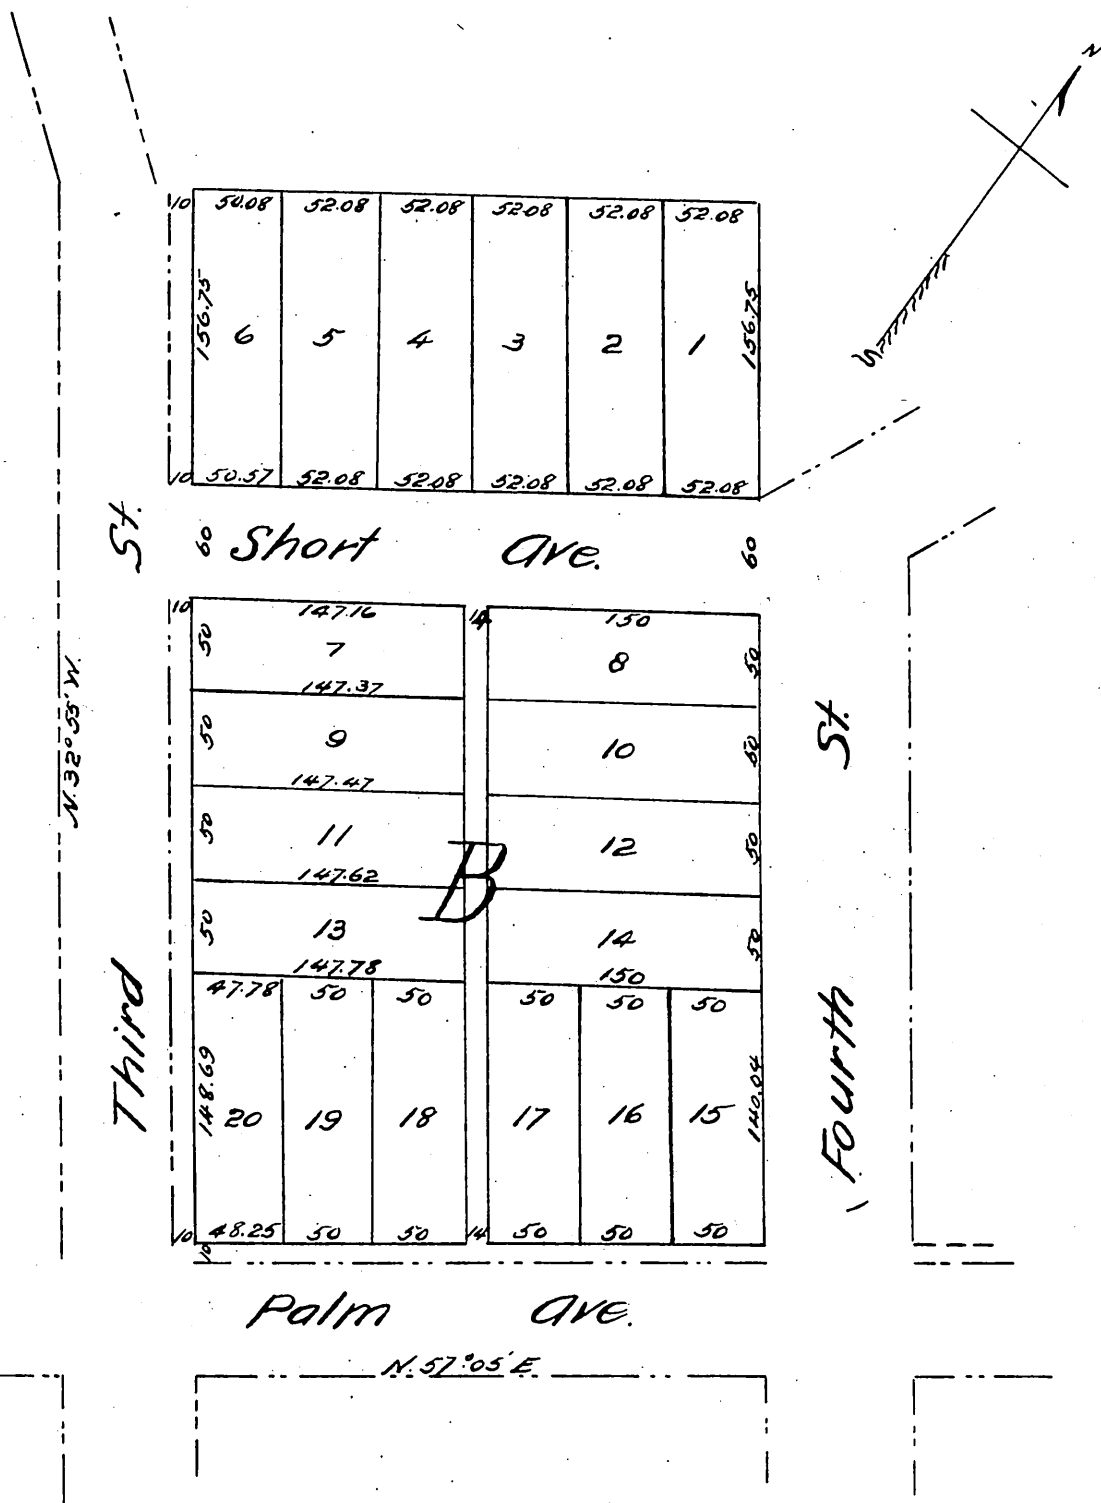 N
S
10 50.08 52.08 52.08 52.08 52.08 52.08
156.75 6 5 4 3 2 1 156.75
10 50.57 52.08 52.08 52.08 52.08 52.08
60 Short Ave. 60
10 147.16 14 150
50 7 8 50
147.37
50 9 10 50
147.47
50 11 12 50
147.62
B
50 13 14 50
147.78 150
47.78 50 50 50 50 50
148.69 20 19 18 17 16 15 140.04
10 48.25 50 50 14 50 50 50
10
Third St.
N. 32° 55' W.
Fourth St.
Palm Ave.
N. 57° 05' E